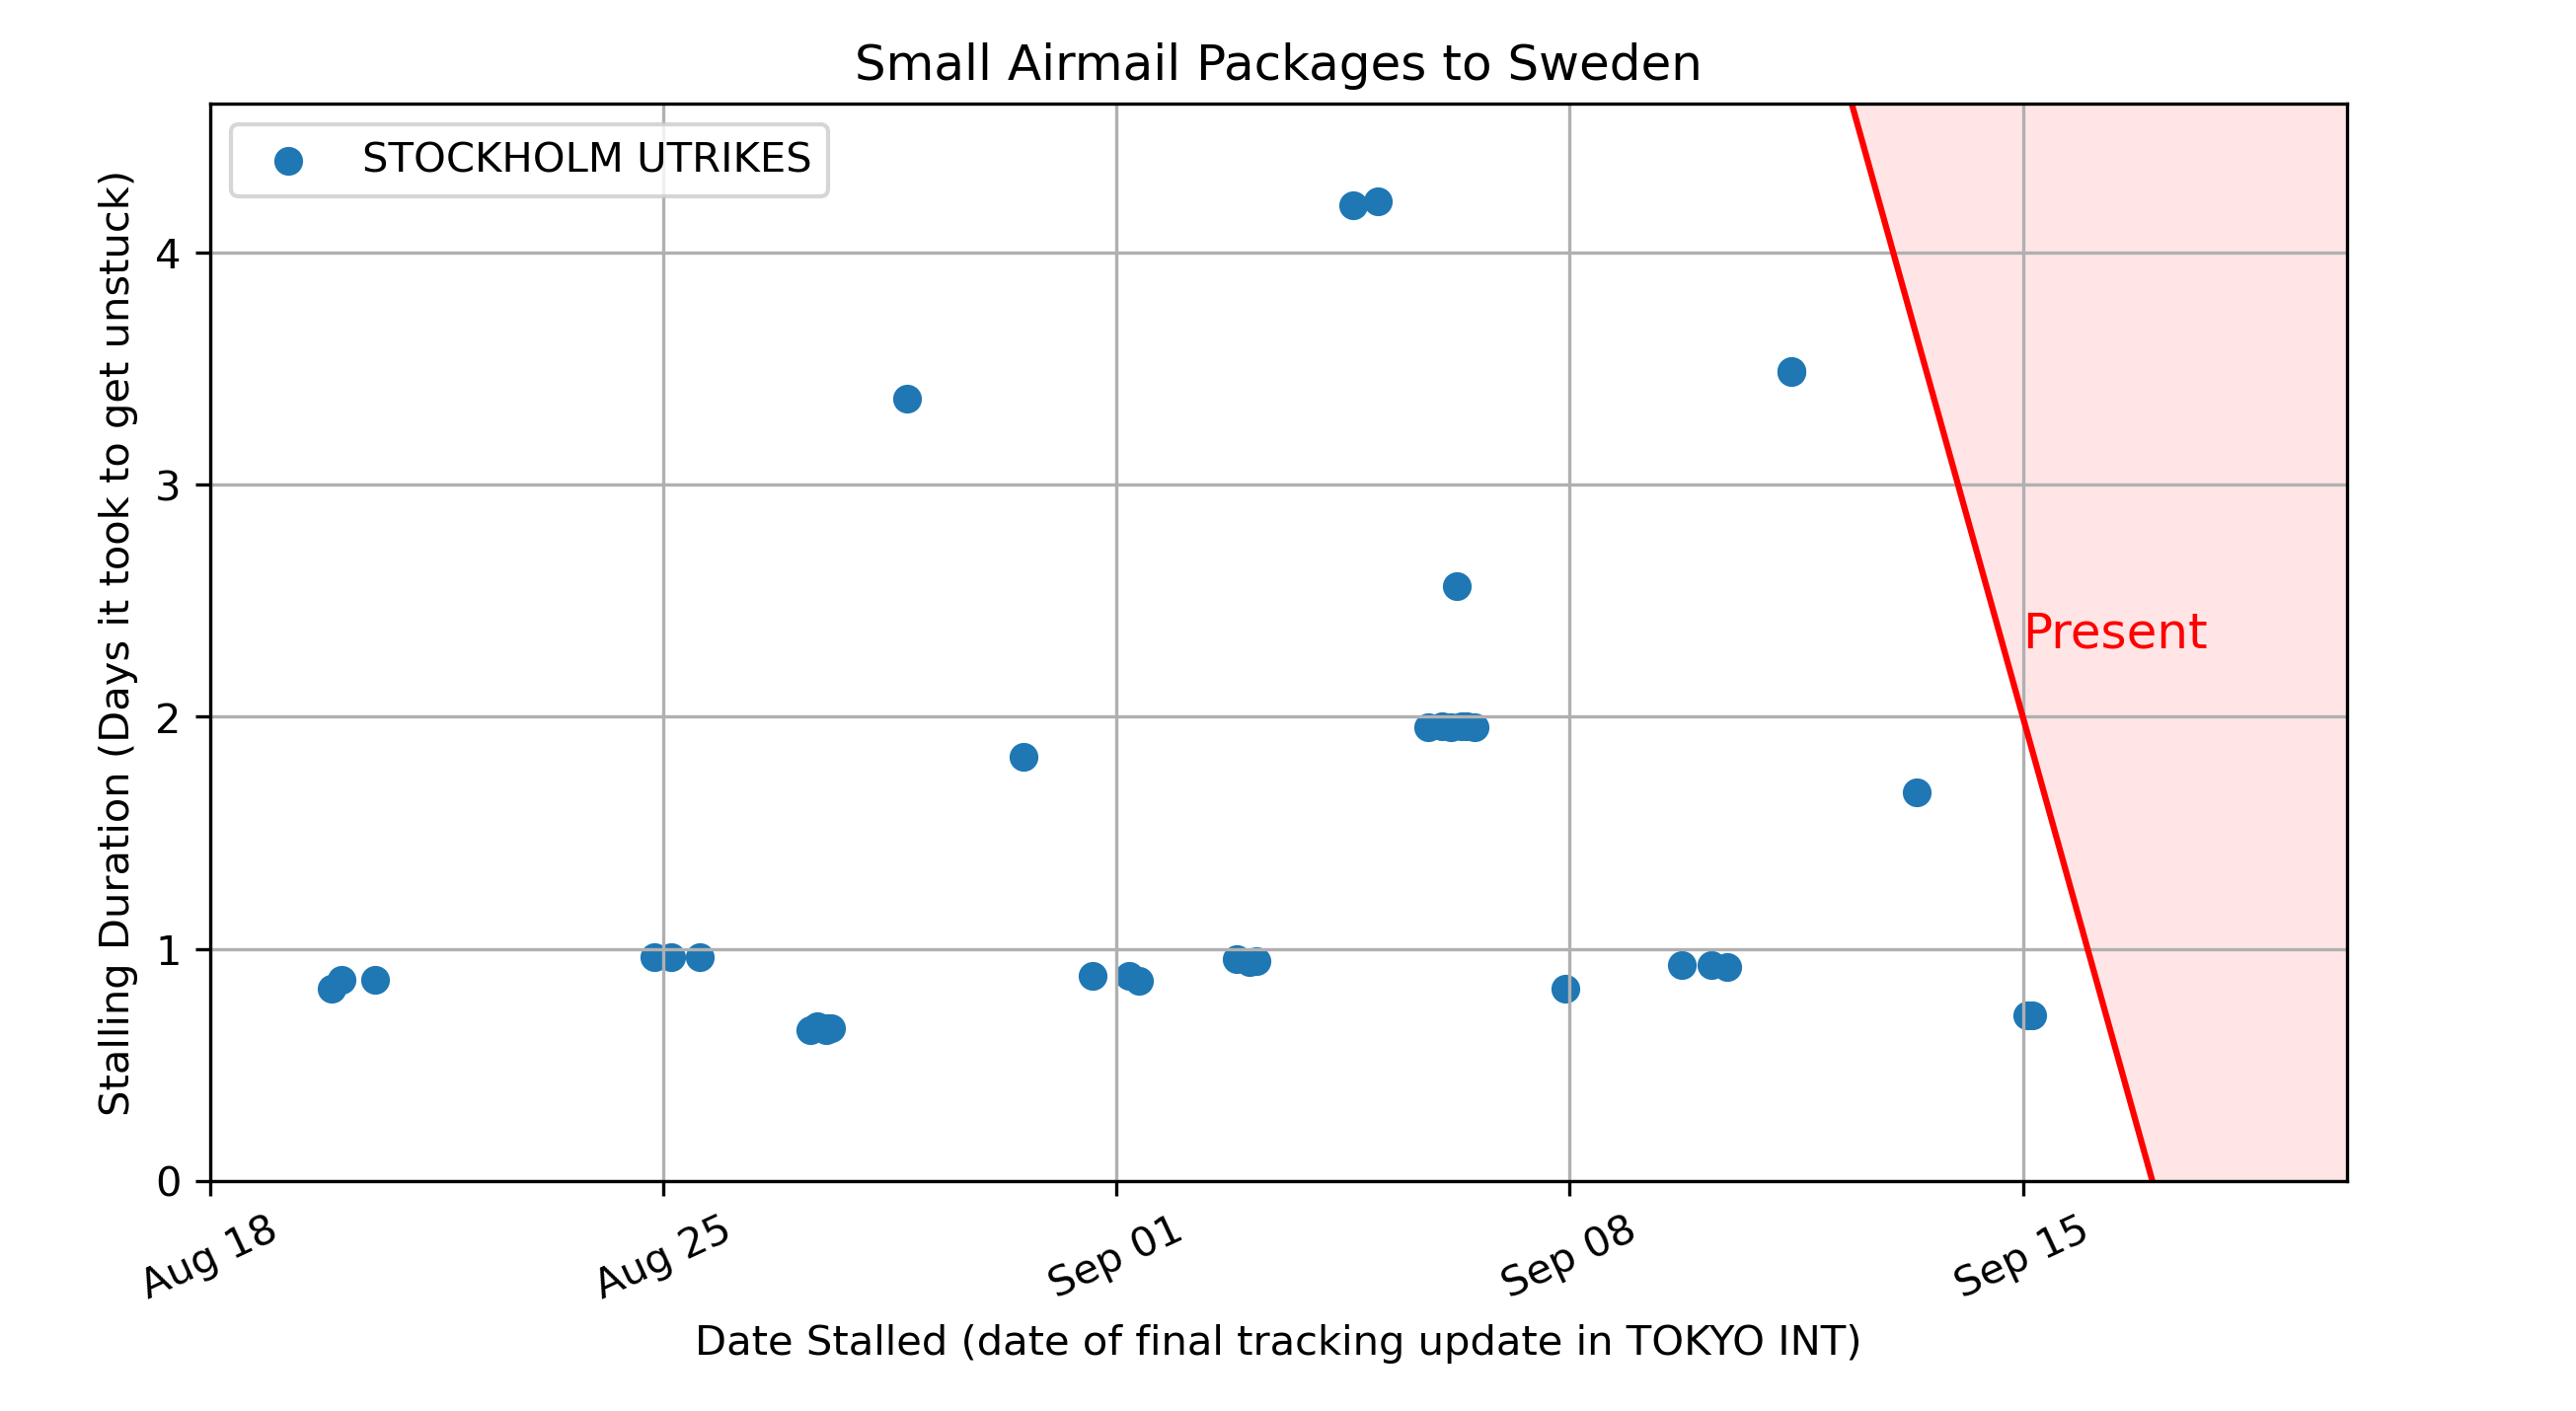 Small Airmail Packages to Sweden
STOCKHOLM UTRIKES
Stalling Duration (Days it took to get unstuck)
4
3
2
1
0
Present
Aug 18
Aug 25
Sep 01
Sep 08
Sep 15
Date Stalled (date of final tracking update in TOKYO INT)